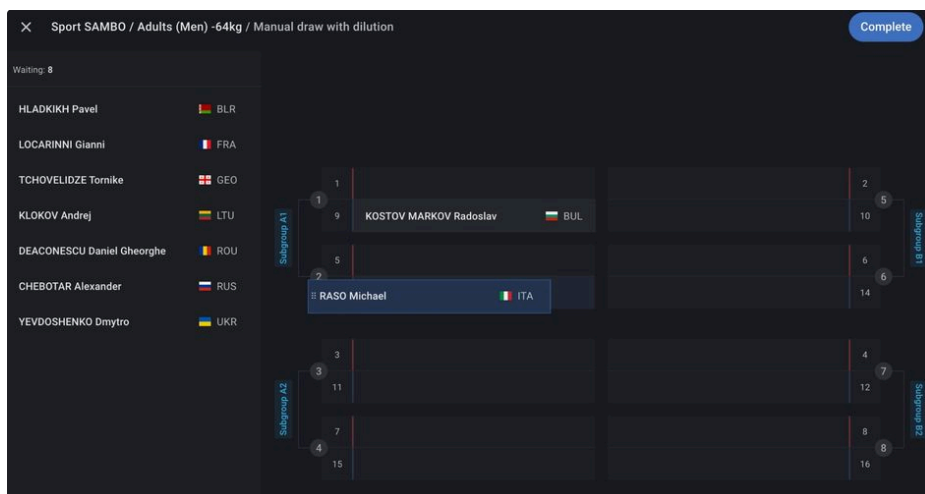 Sport SAMBO / Adults (Men) -64kg / Manual draw with dilution
Complete
Waiting: 8
HLADKIKH Pavel BLR
LOCARINNI Gianni FRA
TCHOVELIDZE Tornike GEO
KLOKOV Andrej LTU
DEACONESCU Daniel Gheorghe ROU
CHEBOTAR Alexander RUS
YEVDOSHENKO Dmytro UKR
Subgroup A1
1
1
9 KOSTOV MARKOV Radoslav BUL
5
2
RASO Michael ITA
Subgroup A2
3
3
11
7
4
15
2
5
10
Subgroup B1
6
6
14
4
7
12
Subgroup B2
8
8
16